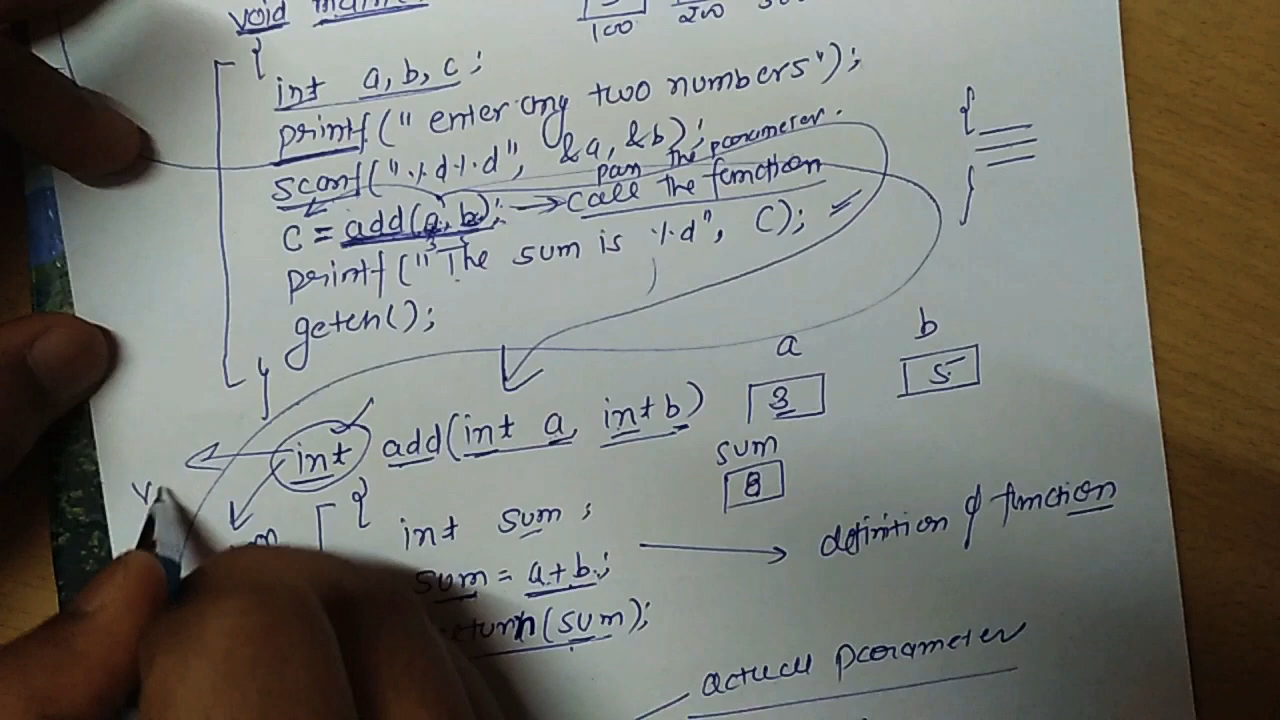 void
100 200
{
int a, b, c ;
printf (" enter any two numbers");
scanf (" %d %d", &a, &b);
pass the parameter.
c = add(a, b); → call the function
3
printf (" The sum is %d", c);
getch();
}
a b
3 5
int add(int a, int b)
sum
8
{
int sum ;
→ definition of function
sum = a+b;
return(sum);
actual parameter